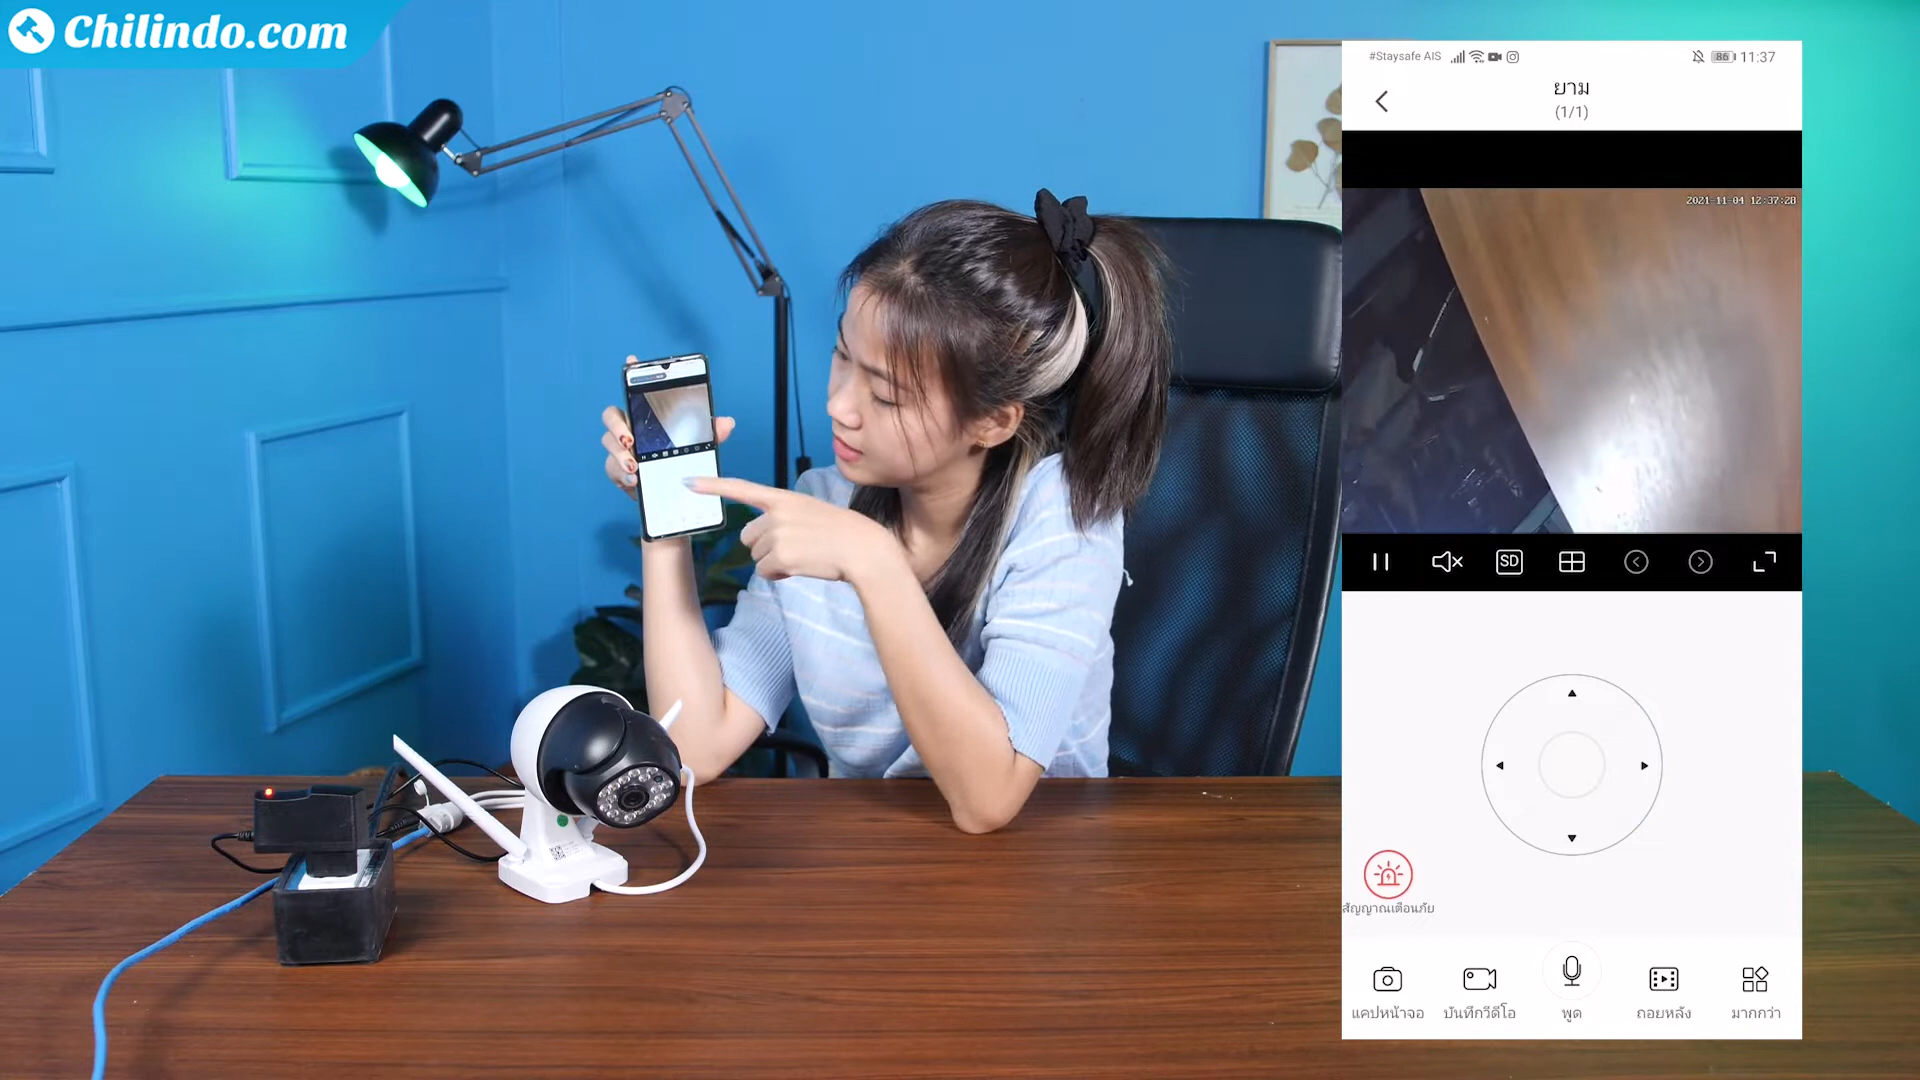 Chilindo.com
#Staysafe AIS
86
11:37
ยาม
(1/1)
2021-11-04 12:37:28
SD
สัญญาณเตือนภัย
แคปหน้าจอ
บันทึกวีดีโอ
พูด
ถอยหลัง
มากกว่า